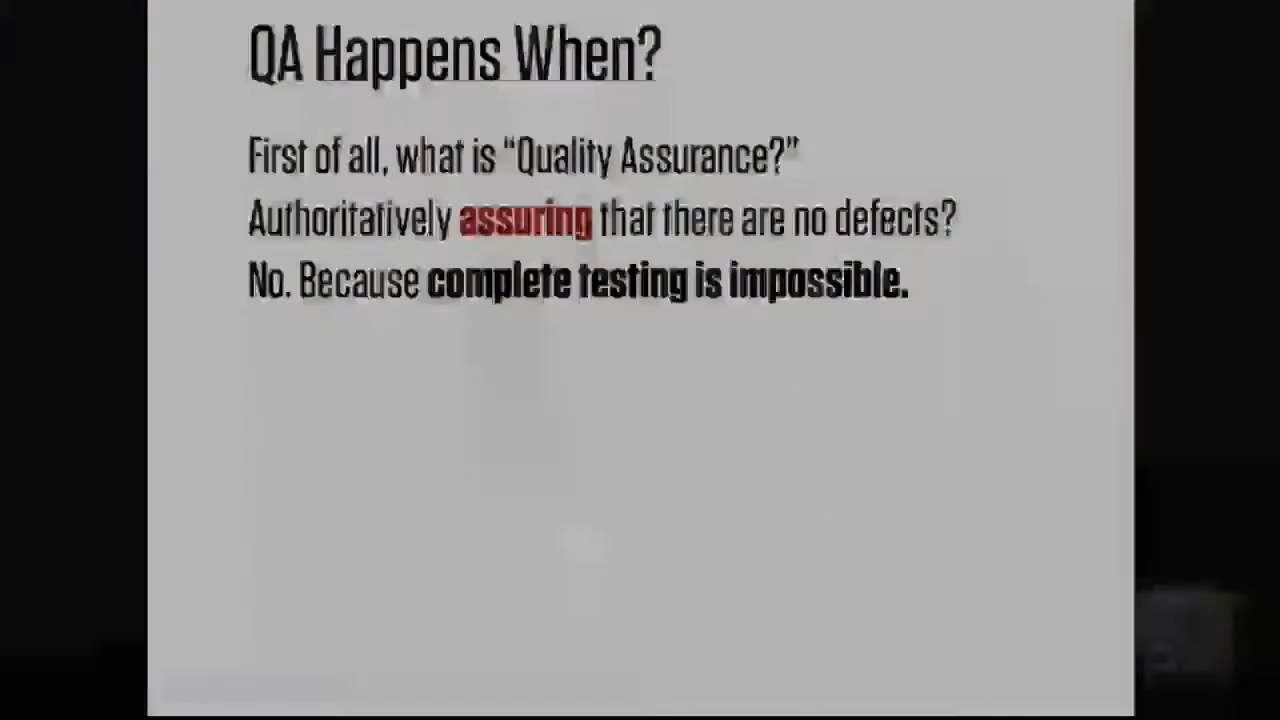 QA Happens When?
First of all, what is “Quality Assurance?”
Authoritatively assuring that there are no defects?
No. Because complete testing is impossible.